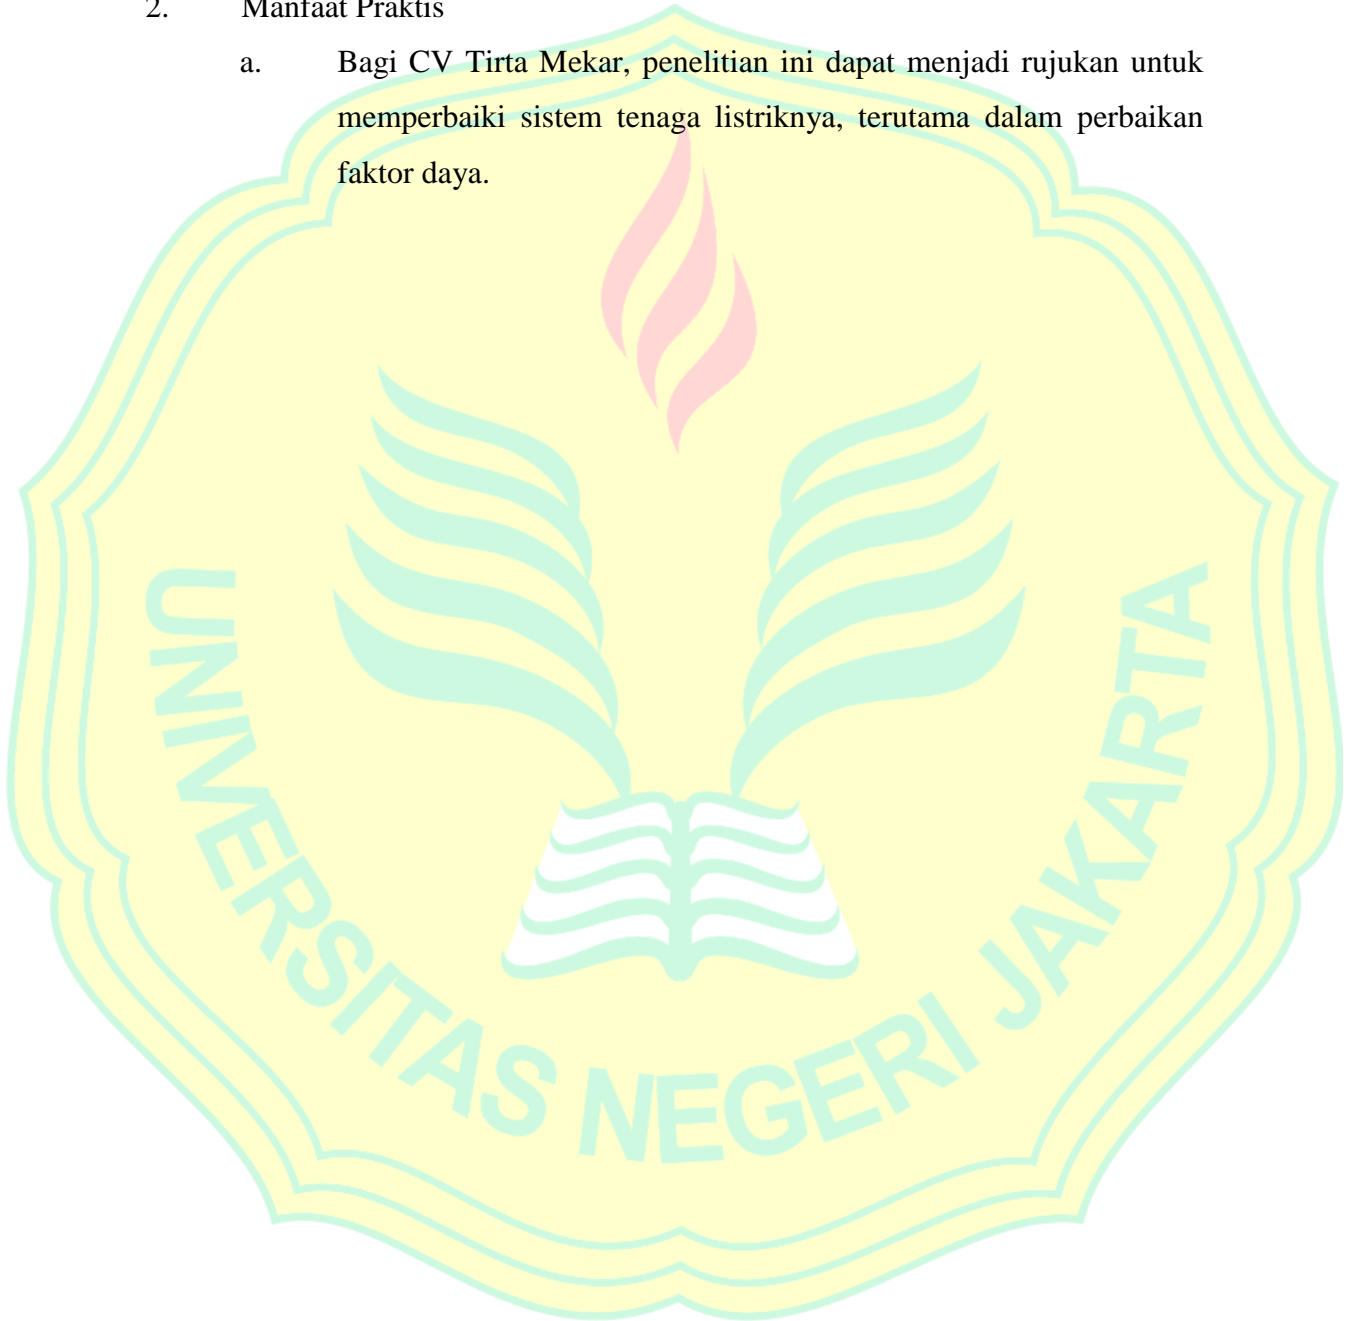 2. Manfaat Praktis
a. Bagi CV Tirta Mekar, penelitian ini dapat menjadi rujukan untuk
memperbaiki sistem tenaga listriknya, terutama dalam perbaikan
faktor daya.
UNIVERSITAS NEGERI JAKARTA